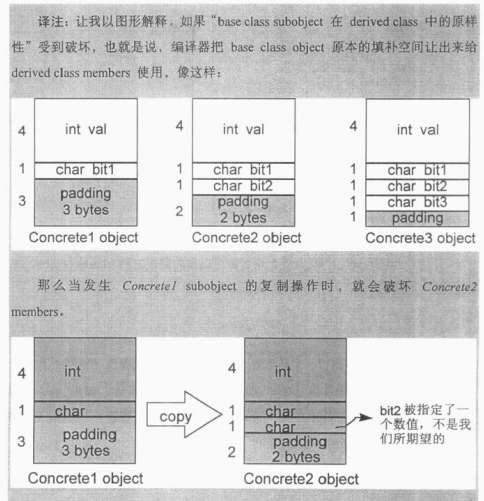 译注：让我以图形解释。如果“base class subobject 在 derived class 中的原样
性”受到破坏，也就是说，编译器把 base class object 原本的填补空间让出来给
derived class members 使用，像这样：
4 int val 4 int val 4 int val
1 char bit1 1 char bit1 1 char bit1
3 padding 1 char bit2 1 char bit2
3 bytes 2 padding 1 char bit3
2 bytes 1 padding
Concrete1 object Concrete2 object Concrete3 object
那么当发生 Concrete1 subobject 的复制操作时，就会破坏 Concrete2
members。
4 int 4 int
1 char copy 1 char
3 padding 1 char
3 bytes 2 padding
2 bytes
bit2 被指定了一
个数值，不是我
们所期望的
Concrete1 object Concrete2 object